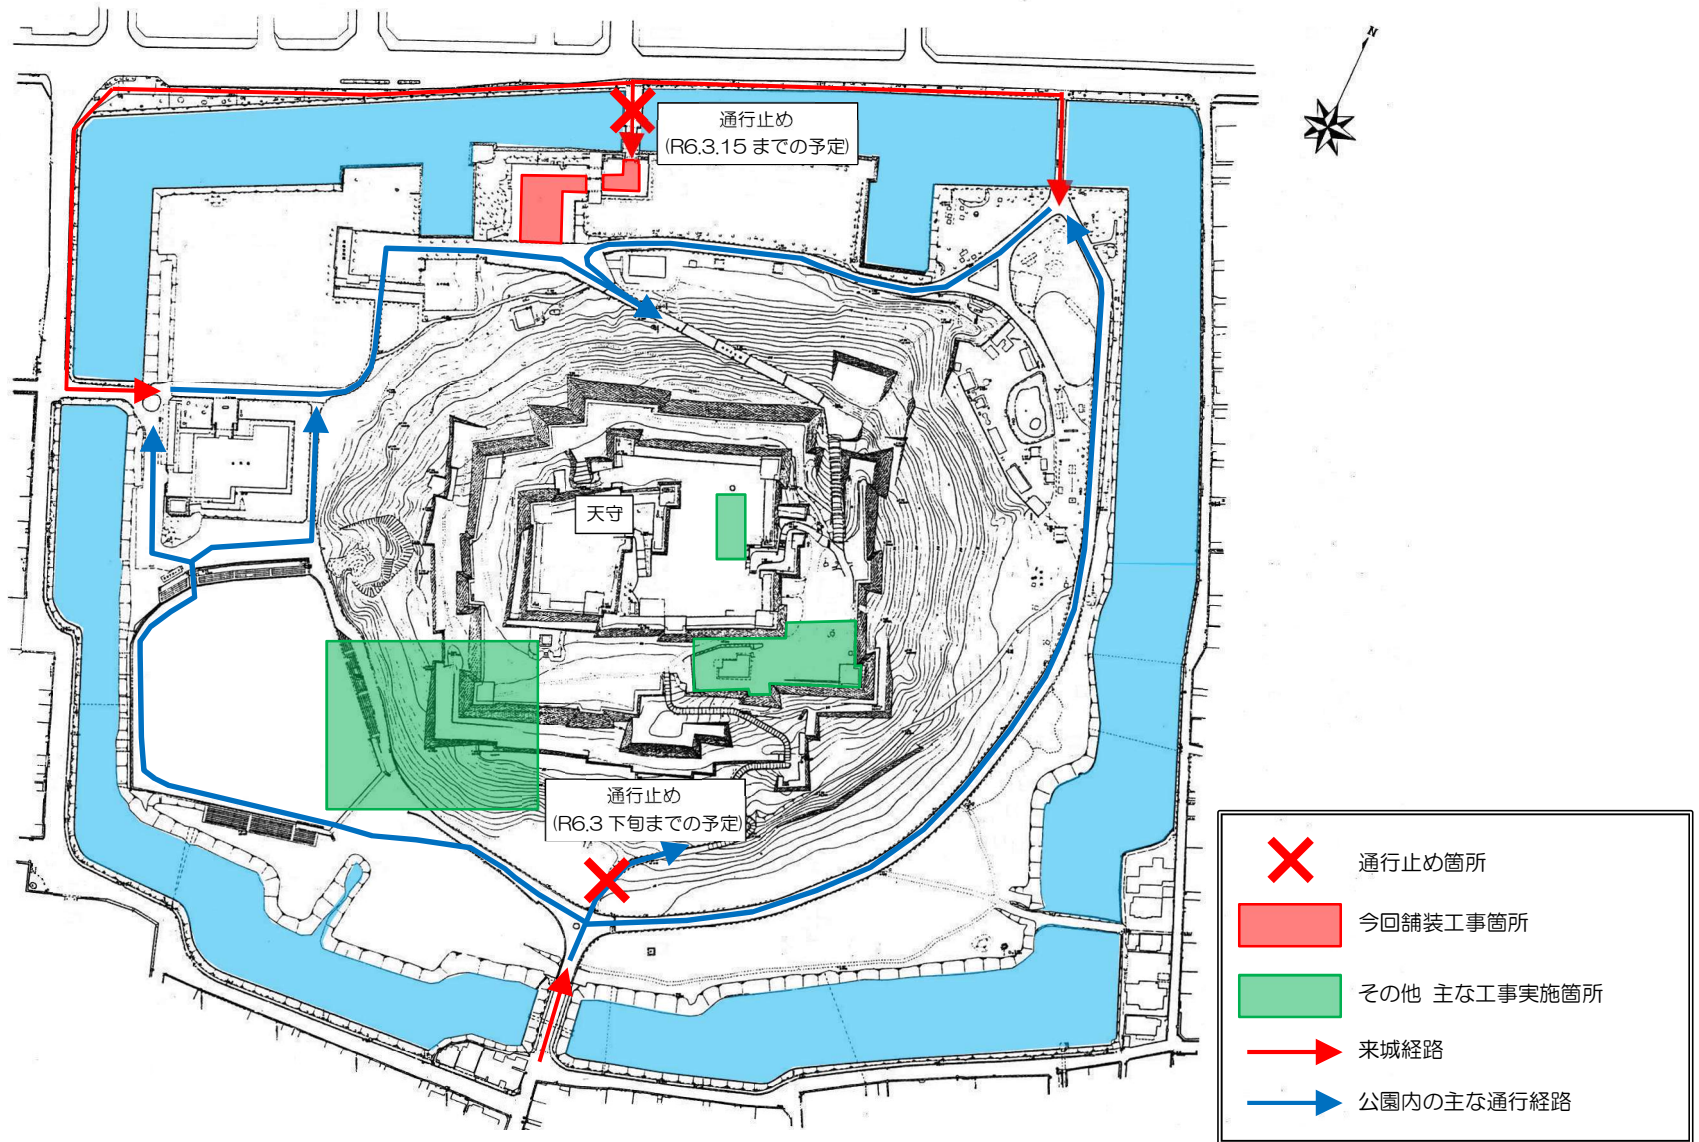 N
通行止め
(R6.3.15 までの予定)
天守
通行止め
(R6.3 下旬までの予定)
通行止め箇所
今回舗装工事箇所
その他 主な工事実施箇所
来城経路
公園内の主な通行経路